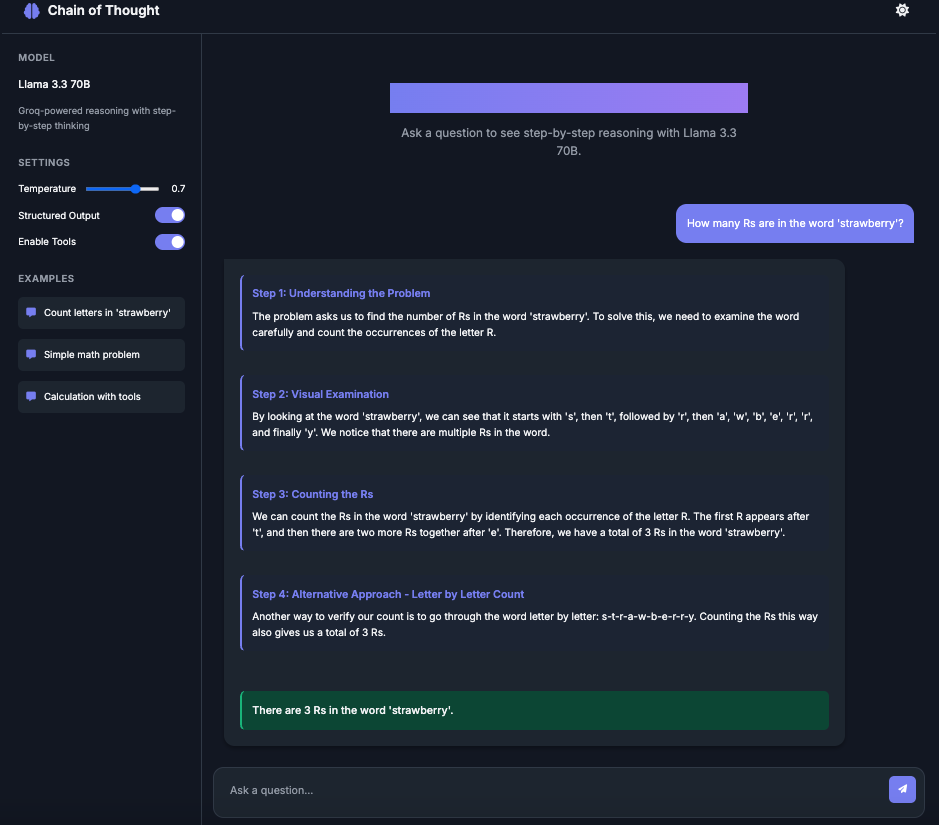 Chain of Thought
MODEL
Llama 3.3 70B
Groq-powered reasoning with step-
by-step thinking
SETTINGS
Temperature 0.7
Structured Output
Enable Tools
EXAMPLES
Count letters in 'strawberry'
Simple math problem
Calculation with tools
Ask a question to see step-by-step reasoning with Llama 3.3
70B.
How many Rs are in the word 'strawberry'?
Step 1: Understanding the Problem
The problem asks us to find the number of Rs in the word 'strawberry'. To solve this, we need to examine the word
carefully and count the occurrences of the letter R.
Step 2: Visual Examination
By looking at the word 'strawberry', we can see that it starts with 's', then 't', followed by 'r', then 'a', 'w', 'b', 'e', 'r', 'r',
and finally 'y'. We notice that there are multiple Rs in the word.
Step 3: Counting the Rs
We can count the Rs in the word 'strawberry' by identifying each occurrence of the letter R. The first R appears after
't', and then there are two more Rs together after 'e'. Therefore, we have a total of 3 Rs in the word 'strawberry'.
Step 4: Alternative Approach - Letter by Letter Count
Another way to verify our count is to go through the word letter by letter: s-t-r-a-w-b-e-r-r-y. Counting the Rs this way
also gives us a total of 3 Rs.
There are 3 Rs in the word 'strawberry'.
Ask a question...